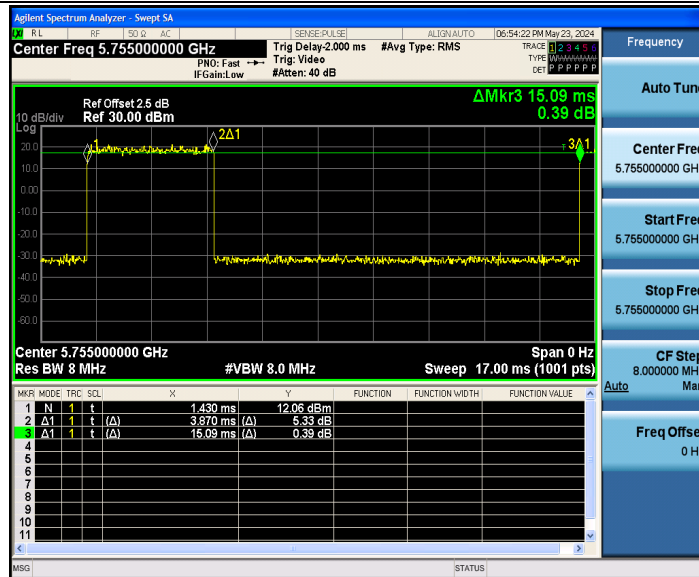 Agilent Spectrum Analyzer - Swept SA
RL RF 50 Ω AC SENSE:PULSE ALIGN AUTO 06:54:22 PM May 23, 2024
Center Freq 5.755000000 GHz
PNO: Fast
IFGain:Low
Trig Delay-2.000 ms
Trig: Video
#Atten: 40 dB
#Avg Type: RMS
TRACE 1 2 3 4 5 6
TYPE WWWWWW
DET P P P P P P
Frequency
Auto Tune
ΔMkr3 15.09 ms
0.39 dB
Ref Offset 2.5 dB
10 dB/div Ref 30.00 dBm
Log
20.0
10.0
0.00
-10.0
-20.0
-30.0
-40.0
-50.0
-60.0
1
2Δ1
3Δ1
Center 5.755000000 GHz Span 0 Hz
Res BW 8 MHz #VBW 8.0 MHz Sweep 17.00 ms (1001 pts)
Center Freq
5.755000000 GH
Start Freq
5.755000000 GH
Stop Freq
5.755000000 GH
CF Step
8.000000 MH
Auto Man
Freq Offset
0 H
MKR MODE TRC SCL X Y FUNCTION FUNCTION WIDTH FUNCTION VALUE
1 N 1 t 1.430 ms 12.06 dBm
2 Δ1 1 t (Δ) 3.870 ms (Δ) 5.33 dB
3 Δ1 1 t (Δ) 15.09 ms (Δ) 0.39 dB
4
5
6
7
8
9
10
11
MSG STATUS